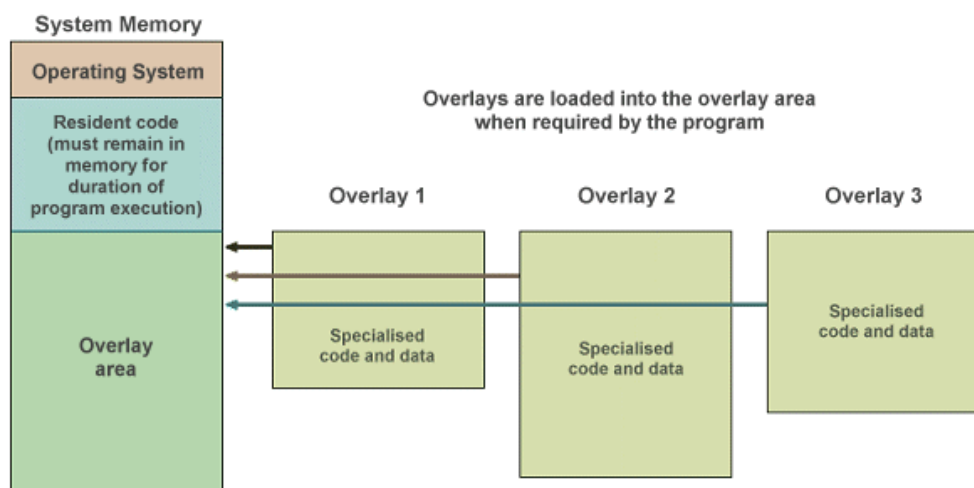 System Memory
Operating System
Resident code
(must remain in
memory for
duration of
program execution)
Overlay
area
Overlays are loaded into the overlay area
when required by the program
Overlay 1
Specialised
code and data
Overlay 2
Specialised
code and data
Overlay 3
Specialised
code and data